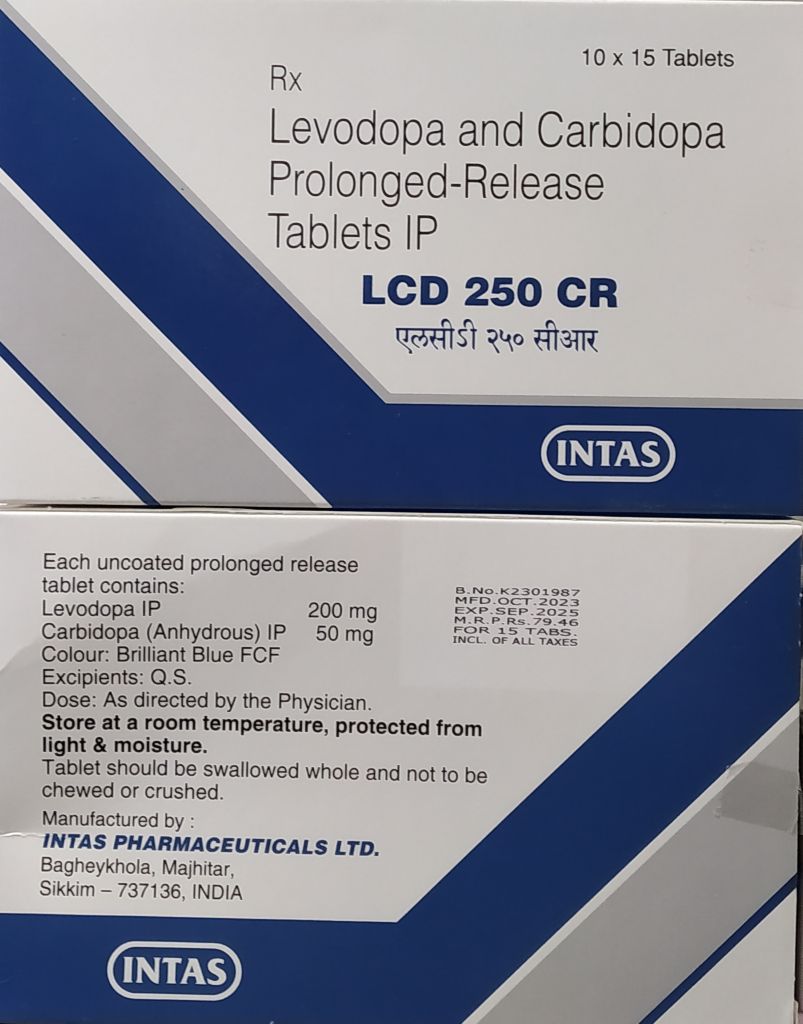 10 x 15 Tablets
Rx
Levodopa and Carbidopa
Prolonged-Release
Tablets IP
LCD 250 CR
एलसीडी २५० सीआर
INTAS
Each uncoated prolonged release
tablet contains:
Levodopa IP 200 mg
Carbidopa (Anhydrous) IP 50 mg
Colour: Brilliant Blue FCF
Excipients: Q.S.
Dose: As directed by the Physician.
Store at a room temperature, protected from
light & moisture.
Tablet should be swallowed whole and not to be
chewed or crushed.
Manufactured by :
INTAS PHARMACEUTICALS LTD.
Bagheykhola, Majhitar,
Sikkim – 737136, INDIA
B.No.K2301987
MFD.OCT.2023
EXP.SEP.2025
M.R.P.Rs.79.46
FOR 15 TABS.
INCL. OF ALL TAXES
INTAS